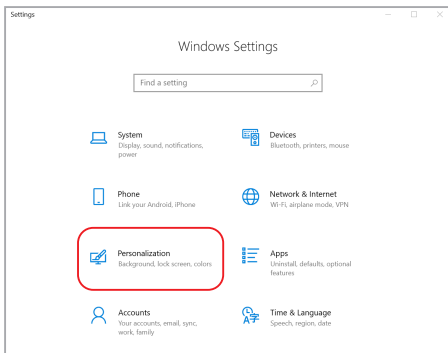 Settings
Windows Settings
Find a setting
System
Display, sound, notifications,
power
Devices
Bluetooth, printers, mouse
Phone
Link your Android, iPhone
Network & Internet
Wi-Fi, airplane mode, VPN
Personalization
Background, lock screen, colors
Apps
Uninstall, defaults, optional
features
Accounts
Your accounts, email, sync,
work, family
Time & Language
Speech, region, date